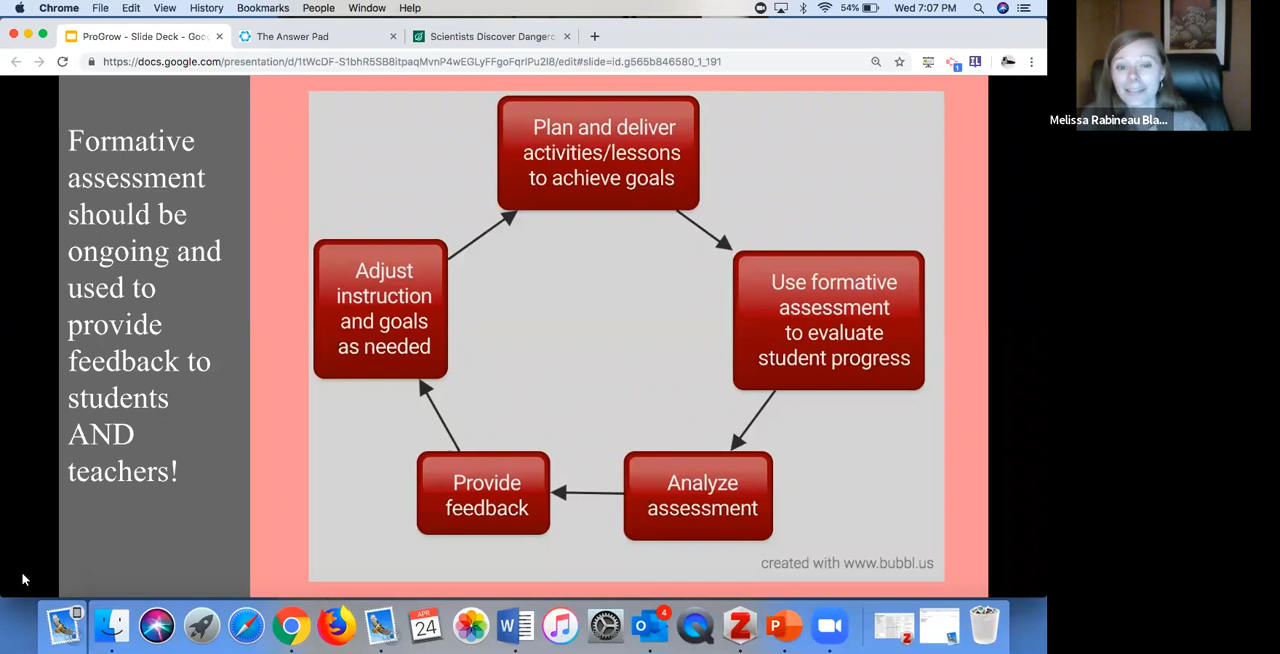 Chrome File Edit View History Bookmarks People Window Help 54% Wed 7:07 PM
ProGrow - Slide Deck - Goo
The Answer Pad
Scientists Discover Dangero
https://docs.google.com/presentation/d/1tWcDF-S1bhR5SB8itpaqMvnP4wEGLyFFgoFqrlPu2I8/edit#slide=id.g565b846580_1_191
1
IL
Melissa Rabineau Bla...
Formative
assessment
should be
ongoing and
used to
provide
feedback to
students
AND
teachers!
Plan and deliver
activities/lessons
to achieve goals
Use formative
assessment
to evaluate
student progress
Analyze
assessment
Provide
feedback
Adjust
instruction
and goals
as needed
created with www.bubbl.us
APR
24
W
O
4
Z
P